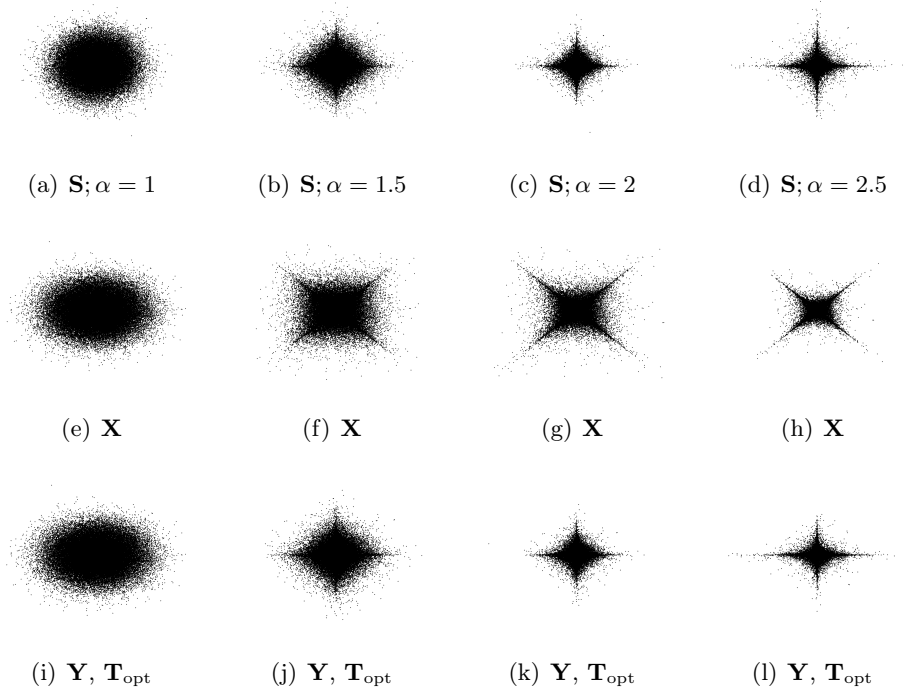 (a) S; α = 1
(b) S; α = 1.5
(c) S; α = 2
(d) S; α = 2.5
(e) X
(f) X
(g) X
(h) X
(i) Y, T_opt
(j) Y, T_opt
(k) Y, T_opt
(l) Y, T_opt